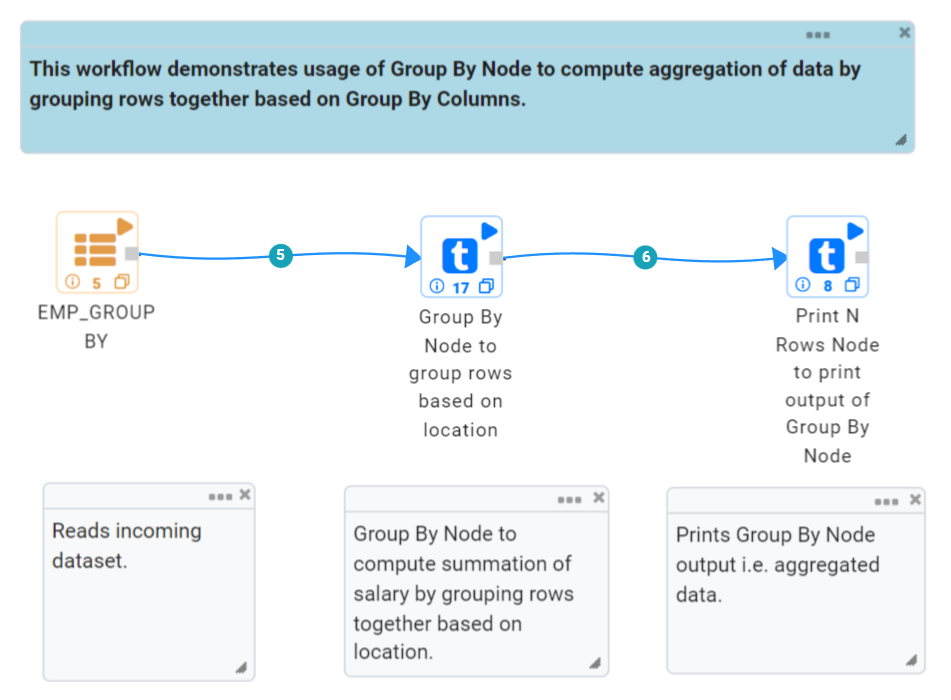 This workflow demonstrates usage of Group By Node to compute aggregation of data by
grouping rows together based on Group By Columns.
5
EMP_GROUP
BY
5
t
17
Group By
Node to
group rows
based on
location
6
t
8
Print N
Rows Node
to print
output of
Group By
Node
Reads incoming
dataset.
Group By Node to
compute summation of
salary by grouping rows
together based on
location.
Prints Group By Node
output i.e. aggregated
data.